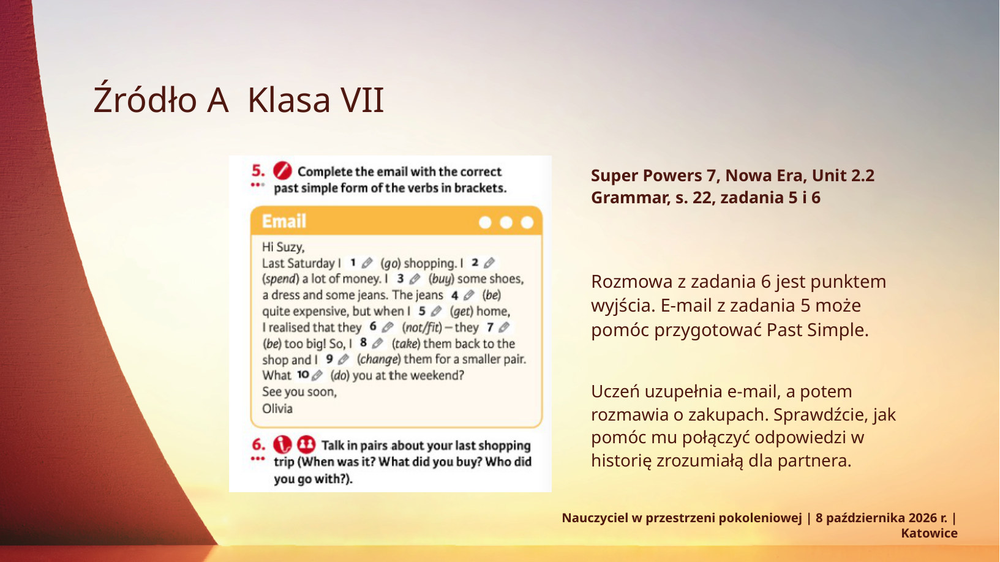 Źródło A Klasa VII
5. Complete the email with the correct
past simple form of the verbs in brackets.
Email
Hi Suzy,
Last Saturday I 1 (go) shopping. I 2
(spend) a lot of money. I 3 (buy) some shoes,
a dress and some jeans. The jeans 4 (be)
quite expensive, but when I 5 (get) home,
I realised that they 6 (not/fit) – they 7
(be) too big! So, I 8 (take) them back to the
shop and I 9 (change) them for a smaller pair.
What 10 (do) you at the weekend?
See you soon,
Olivia
6. Talk in pairs about your last shopping
trip (When was it? What did you buy? Who did
you go with?).
Super Powers 7, Nowa Era, Unit 2.2
Grammar, s. 22, zadania 5 i 6
Rozmowa z zadania 6 jest punktem
wyjścia. E-mail z zadania 5 może
pomóc przygotować Past Simple.
Uczeń uzupełnia e-mail, a potem
rozmawia o zakupach. Sprawdźcie, jak
pomóc mu połączyć odpowiedzi w
historię zrozumiałą dla partnera.
Nauczyciel w przestrzeni pokoleniowej | 8 października 2026 r. |
Katowice